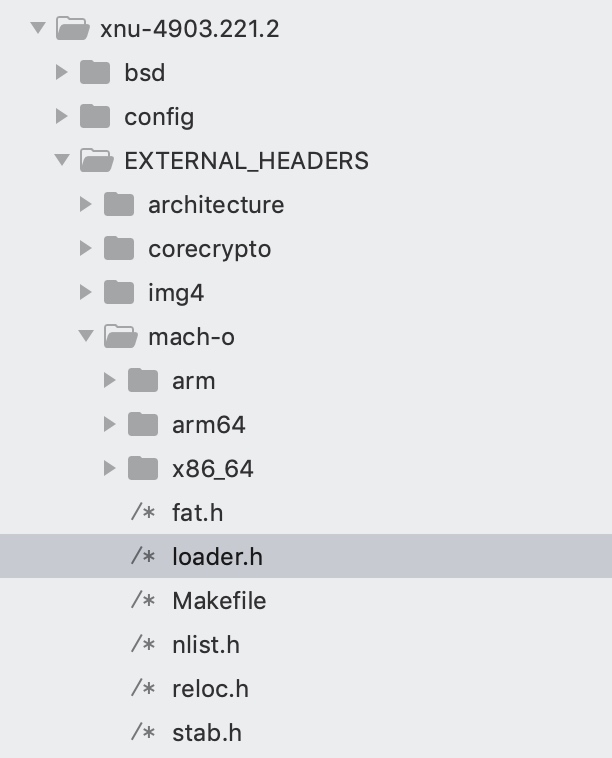 xnu-4903.221.2
bsd
config
EXTERNAL_HEADERS
architecture
corecrypto
img4
mach-o
arm
arm64
x86_64
/* fat.h
/* loader.h
/* Makefile
/* nlist.h
/* reloc.h
/* stab.h